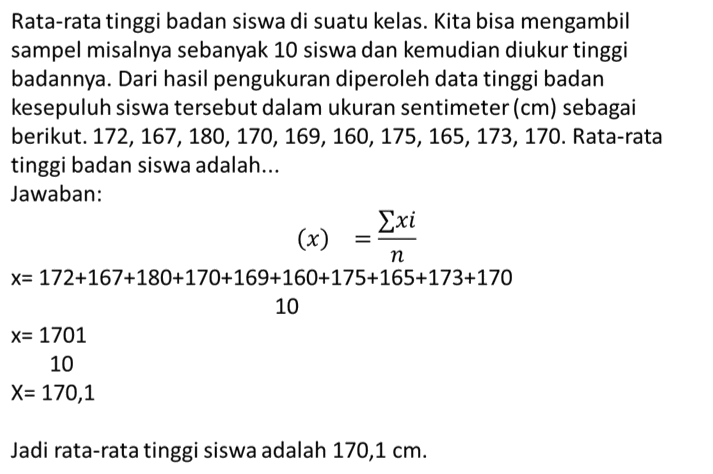 Rata-rata tinggi badan siswa di suatu kelas. Kita bisa mengambil
sampel misalnya sebanyak 10 siswa dan kemudian diukur tinggi
badannya. Dari hasil pengukuran diperoleh data tinggi badan
kesepuluh siswa tersebut dalam ukuran sentimeter (cm) sebagai
berikut. 172, 167, 180, 170, 169, 160, 175, 165, 173, 170. Rata-rata
tinggi badan siswa adalah...
Jawaban:
∑xi
(x) =
n
x= 172+167+180+170+169+160+175+165+173+170
10
x= 1701
10
X= 170,1
Jadi rata-rata tinggi siswa adalah 170,1 cm.